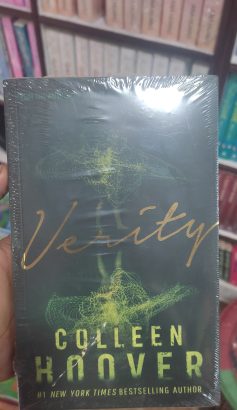 Verity
COLLEEN
HOOVER
#1 NEW YORK TIMES BESTSELLING AUTHOR